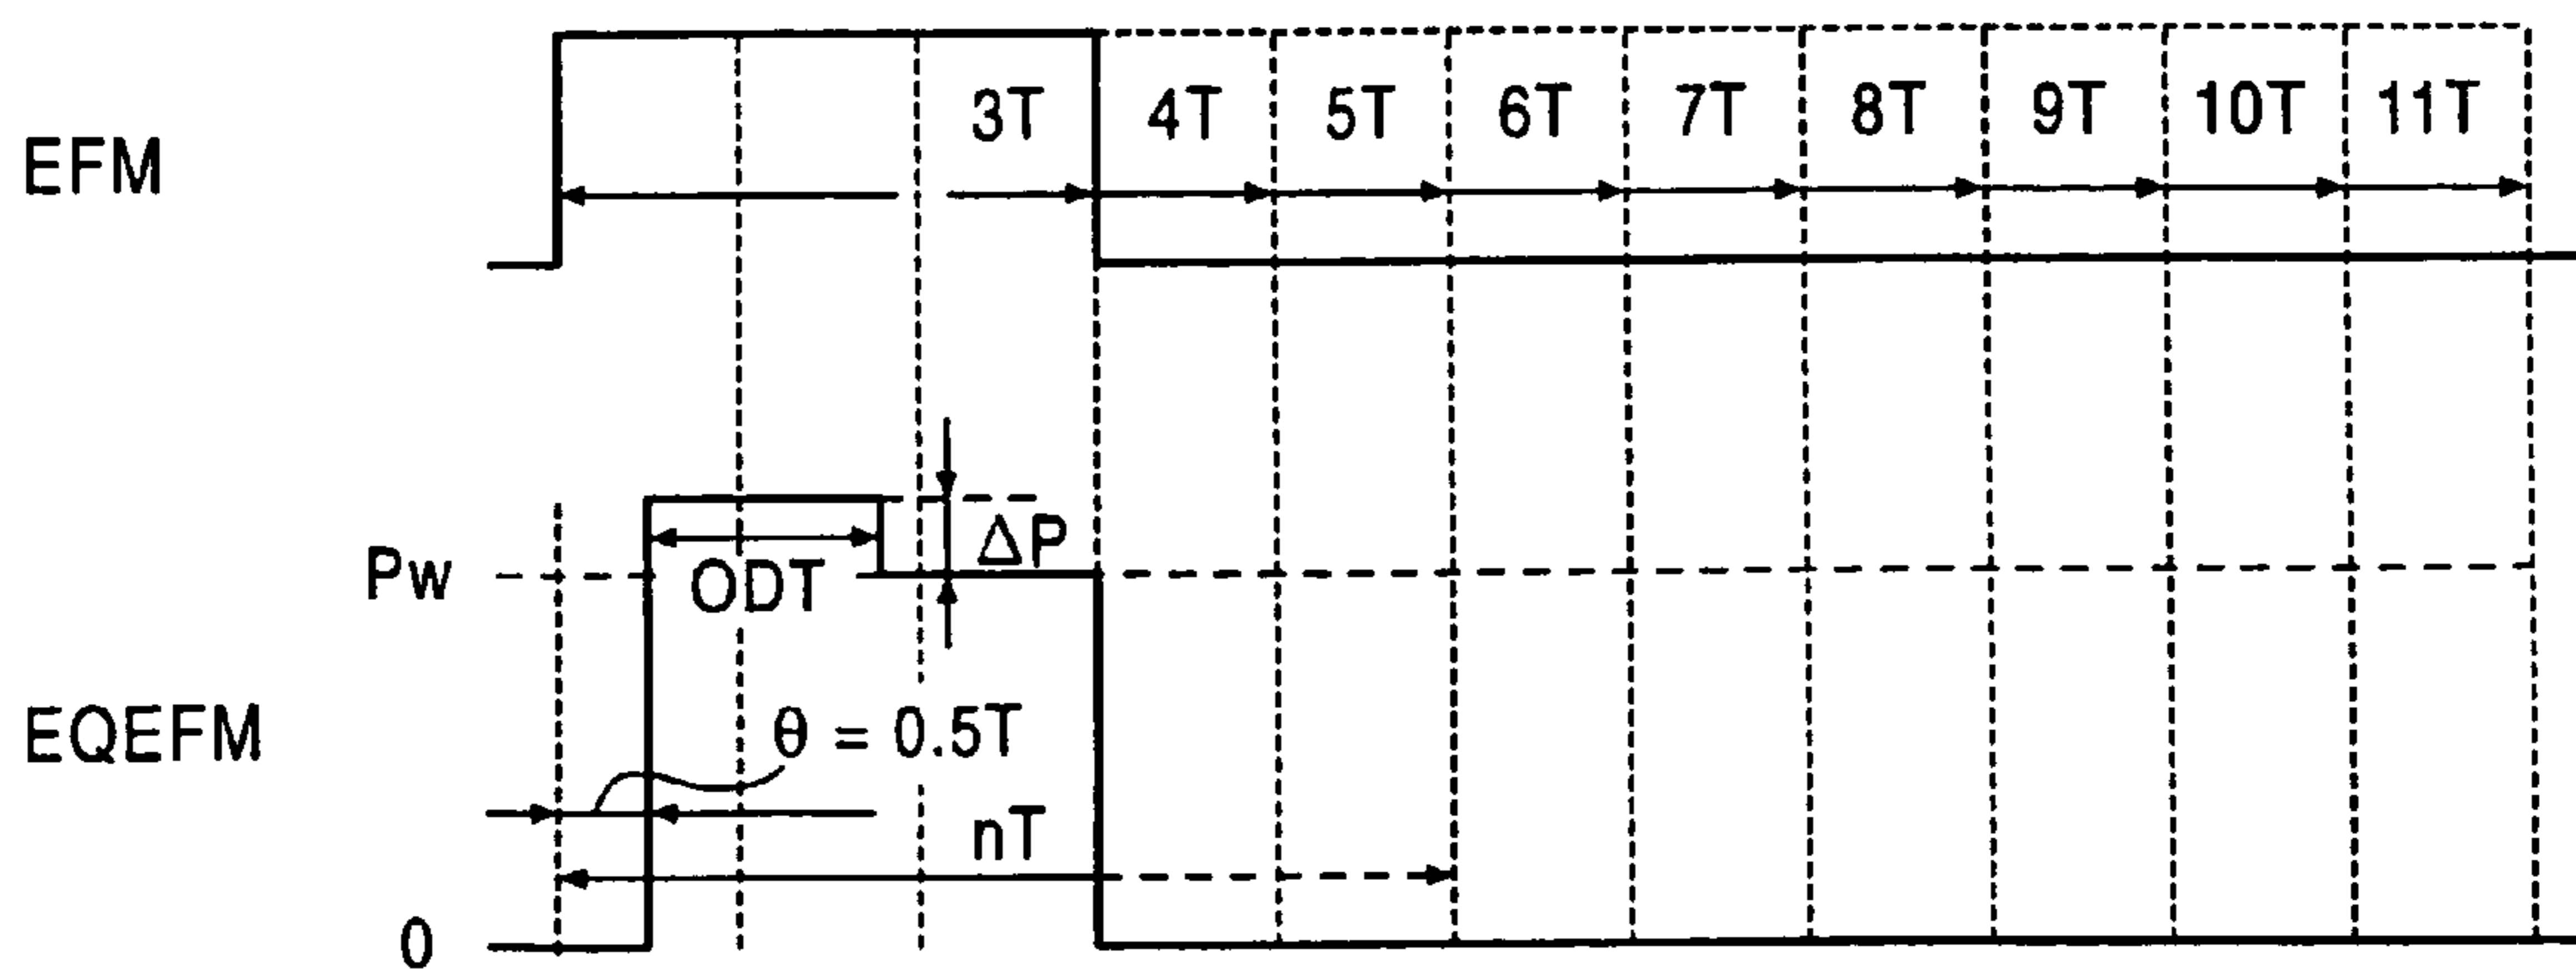 3T 4T 5T 6T 7T 8T 9T 10T 11T
EFM
ΔP
Pw
ODT
θ = 0.5T
EQEFM
nT
0